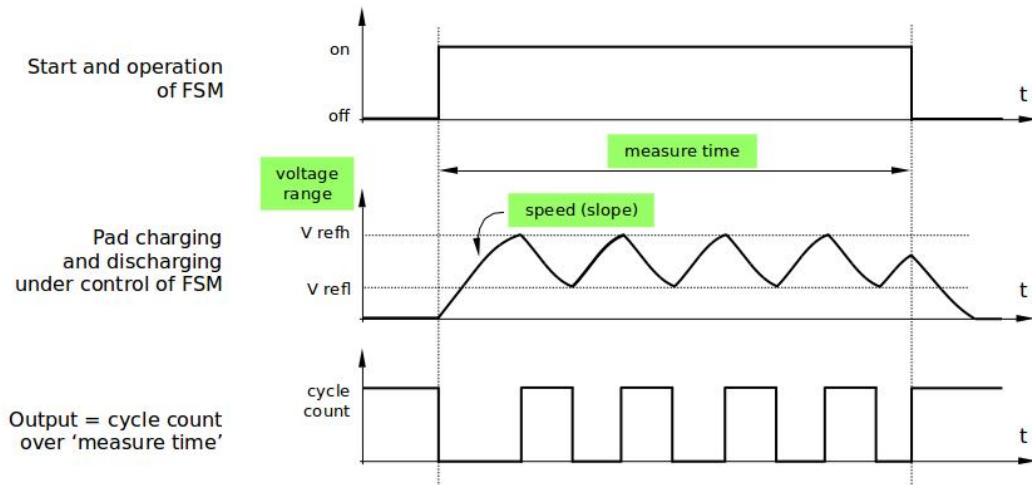 Start and operation
of FSM
on
off
t
measure time
voltage
range
speed (slope)
Pad charging
and discharging
under control of FSM
V refh
V refl
t
Output = cycle count
over ‘measure time’
cycle
count
t